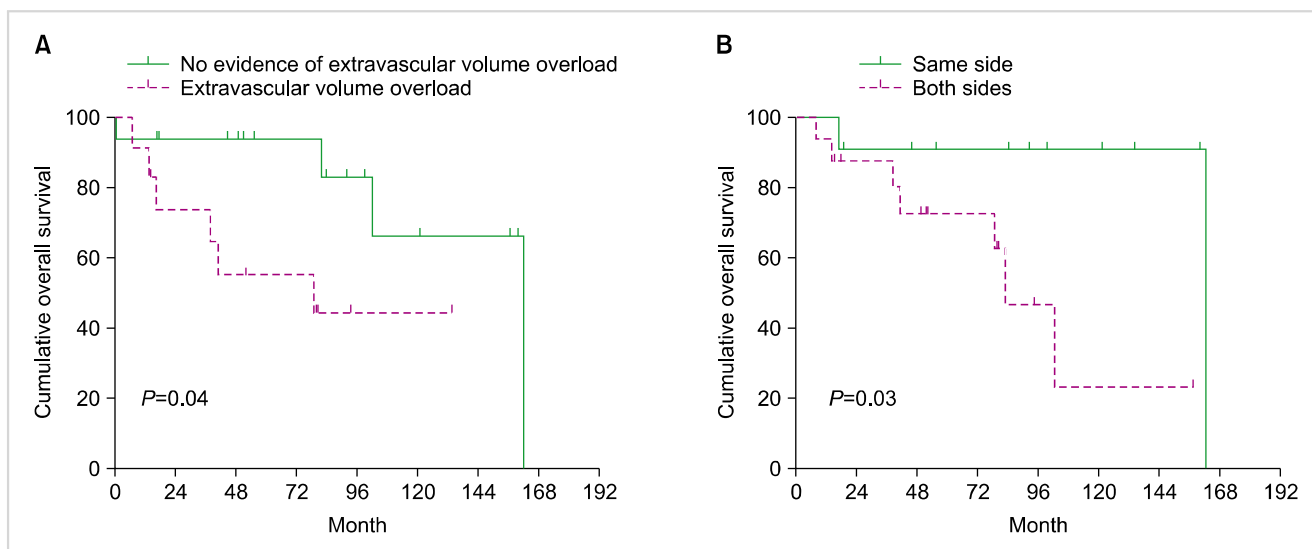 A
No evidence of extravascular volume overload
Extravascular volume overload
Cumulative overall survival
100
80
60
40
20
0
P=0.04
0 24 48 72 96 120 144 168 192
Month
B
Same side
Both sides
Cumulative overall survival
100
80
60
40
20
0
P=0.03
0 24 48 72 96 120 144 168 192
Month